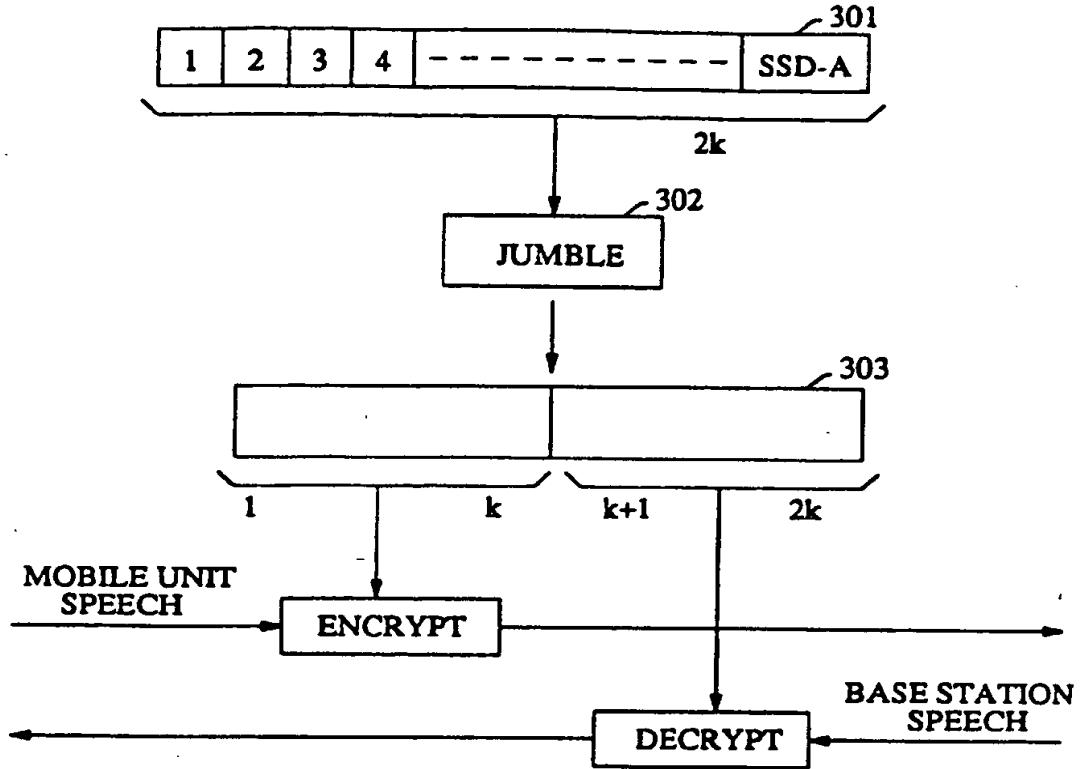 301
1 2 3 4 SSD-A
2k
302
JUMBLE
303
1 k k+1 2k
MOBILE UNIT
SPEECH
ENCRYPT
BASE STATION
SPEECH
DECRYPT